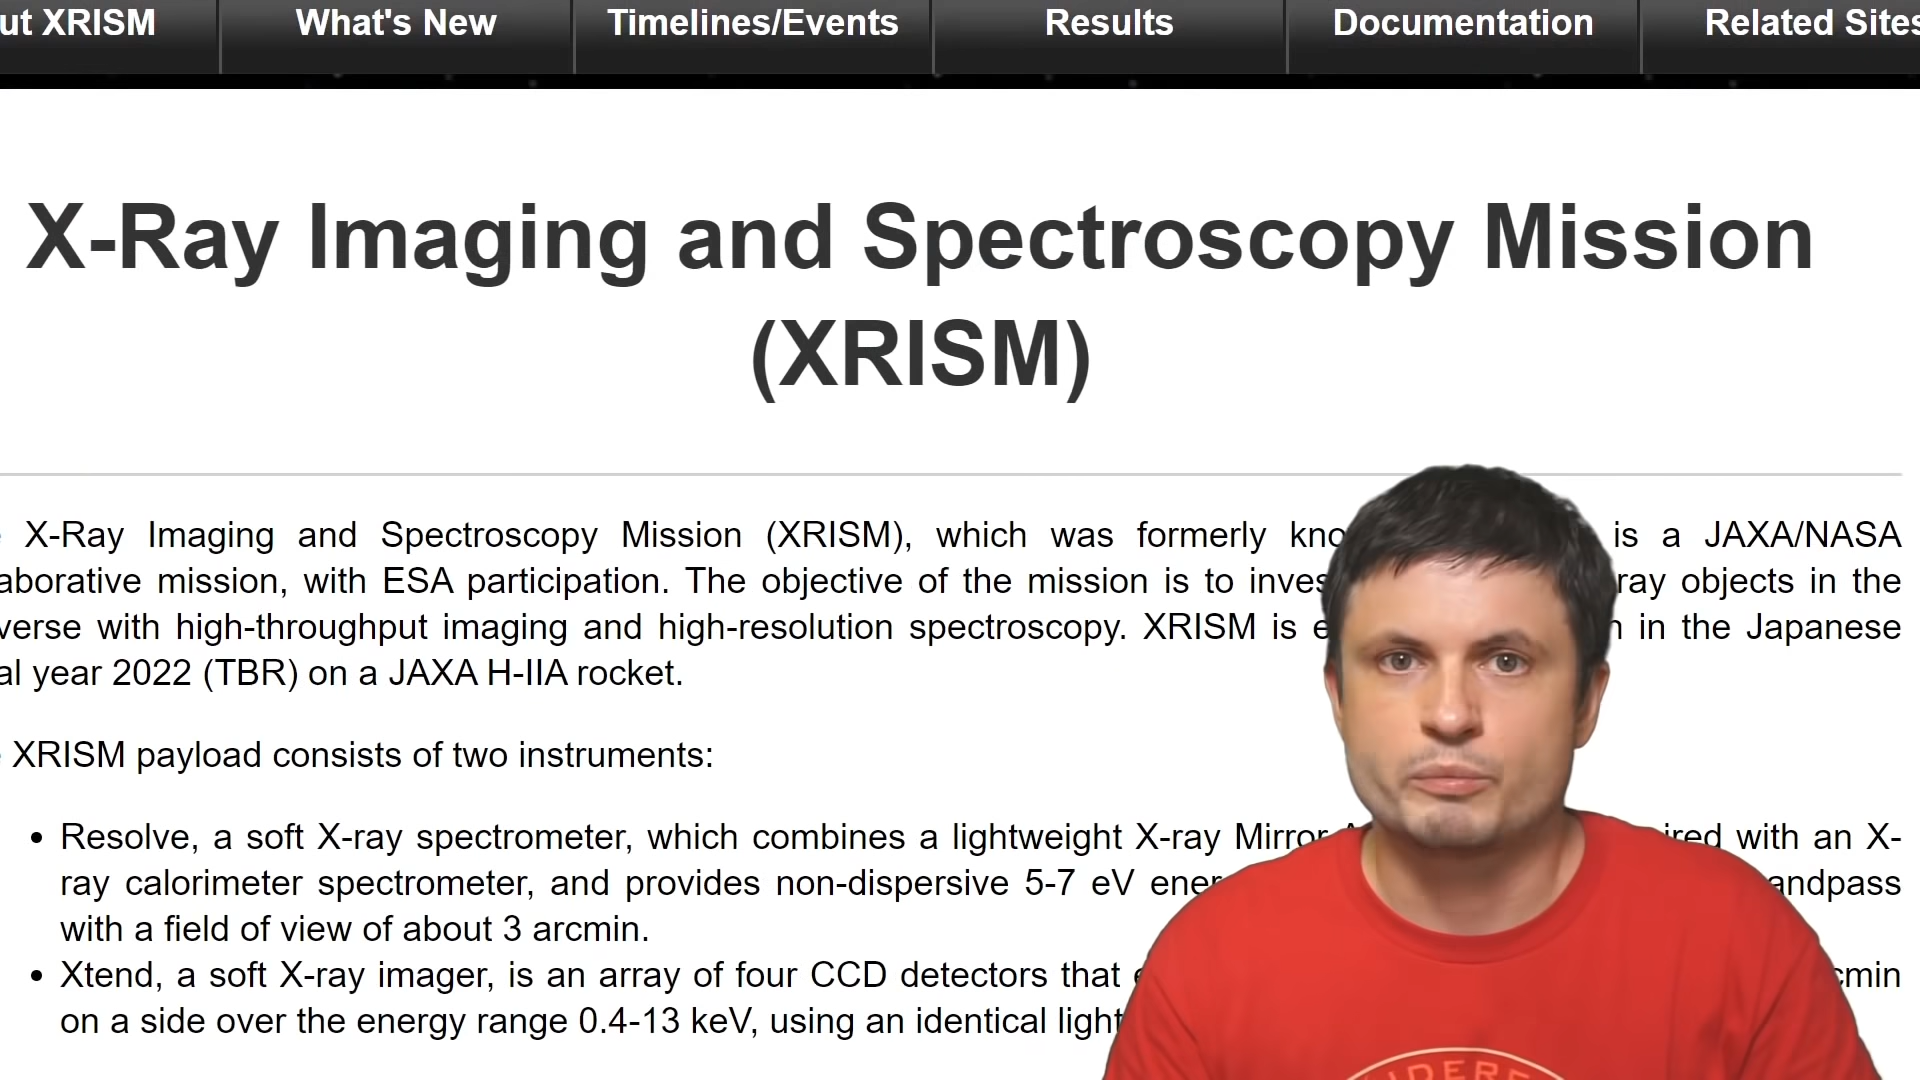 ut XRISM What's New Timelines/Events Results Documentation Related Sites
X-Ray Imaging and Spectroscopy Mission
(XRISM)
X-Ray Imaging and Spectroscopy Mission (XRISM), which was formerly kno is a JAXA/NASA
aborative mission, with ESA participation. The objective of the mission is to inves ray objects in the
verse with high-throughput imaging and high-resolution spectroscopy. XRISM is e in the Japanese
al year 2022 (TBR) on a JAXA H-IIA rocket.
XRISM payload consists of two instruments:
• Resolve, a soft X-ray spectrometer, which combines a lightweight X-ray Mirror ired with an X-
ray calorimeter spectrometer, and provides non-dispersive 5-7 eV ener andpass
with a field of view of about 3 arcmin.
• Xtend, a soft X-ray imager, is an array of four CCD detectors that cmin
on a side over the energy range 0.4-13 keV, using an identical light